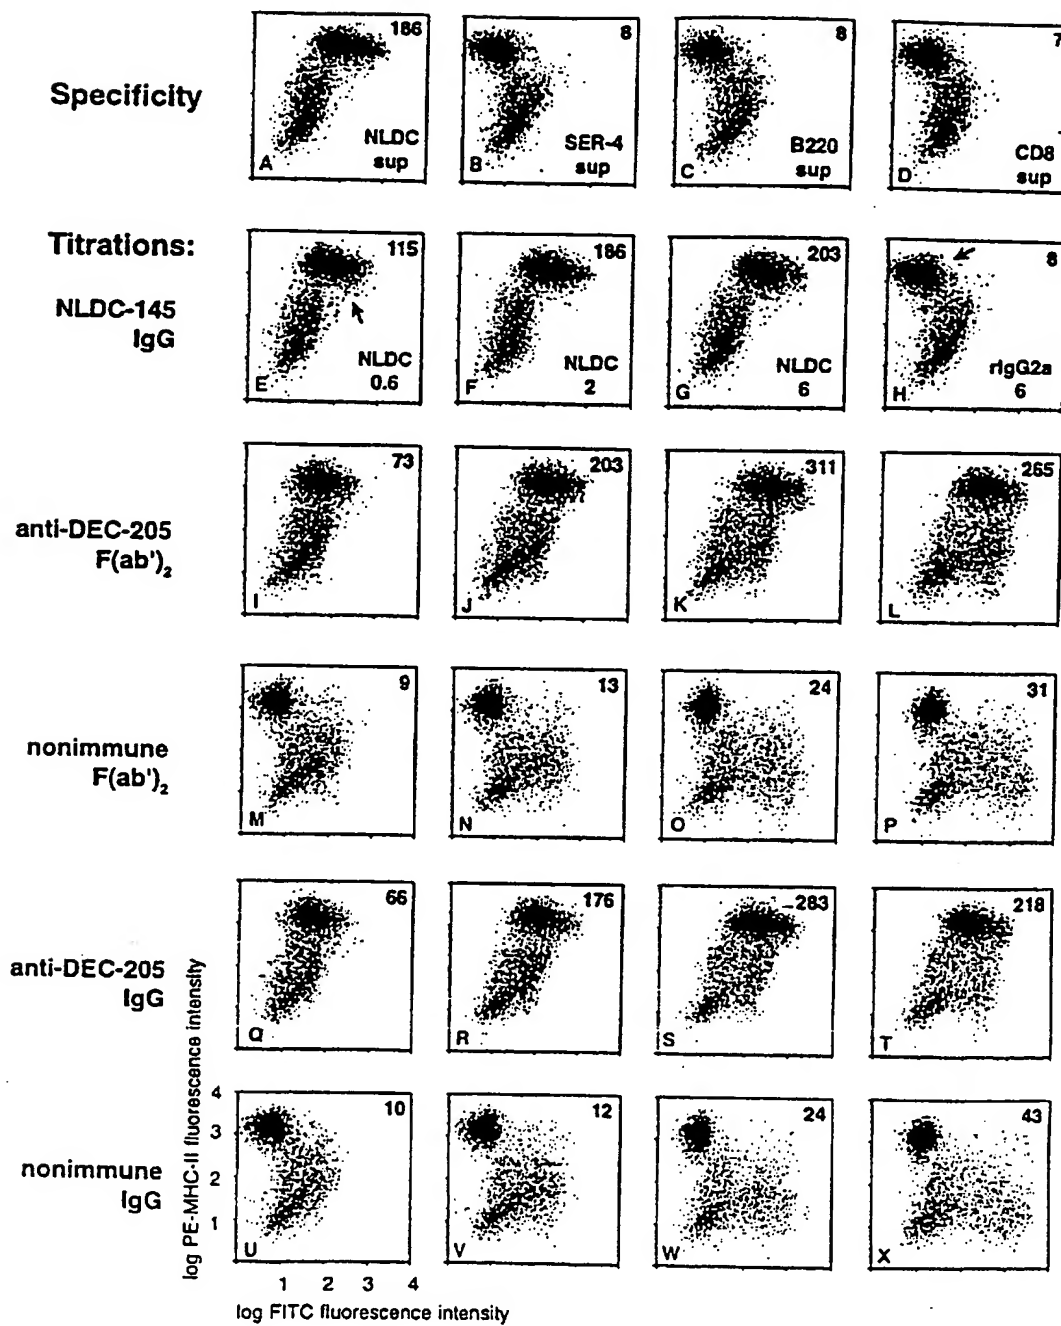 Specificity
186
A
NLDC
sup
8
B
SER-4
sup
8
C
B220
sup
7
D
CD8
sup
Titrations:
NLDC-145
IgG
115
E
NLDC
0.6
186
F
NLDC
2
203
G
NLDC
6
8
H
rIgG2a
6
anti-DEC-205
F(ab')₂
73
I
203
J
311
K
265
L
nonimmune
F(ab')₂
9
M
13
N
24
O
31
P
anti-DEC-205
IgG
66
Q
176
R
283
S
218
T
nonimmune
IgG
log PE-MHC-II fluorescence intensity
4
3
2
1
10
U
12
V
24
W
43
X
1 2 3 4
log FITC fluorescence intensity